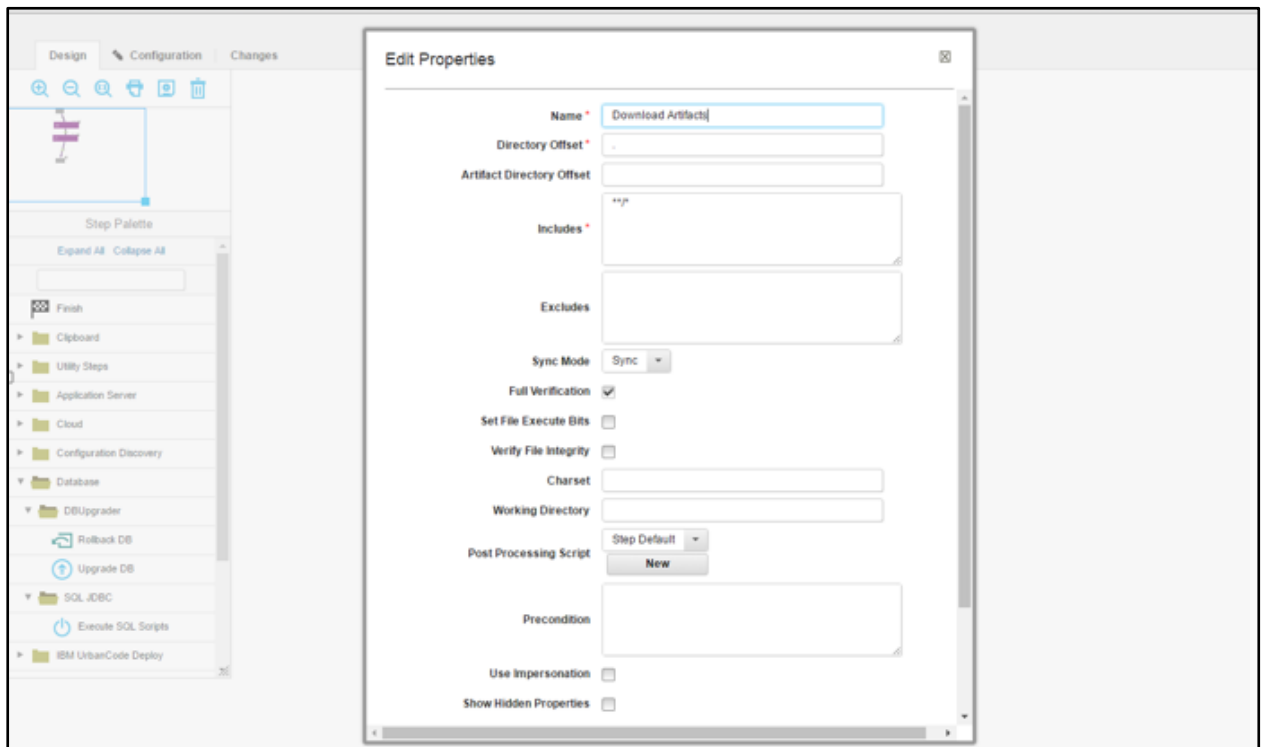 Design Configuration Changes
Step Palette
Expand All Collapse All
Finish
Clipboard
Utility Steps
Application Server
Cloud
Configuration Discovery
Database
DBUpgrader
Rollback DB
Upgrade DB
SQL JDBC
Execute SQL Scripts
IBM UrbanCode Deploy
Edit Properties
Name * Download Artifacts
Directory Offset * .
Artifact Directory Offset
Includes * **/*
Excludes
Sync Mode Sync
Full Verification
Set File Execute Bits
Verify File Integrity
Charset
Working Directory
Post Processing Script Step Default
New
Precondition
Use Impersonation
Show Hidden Properties